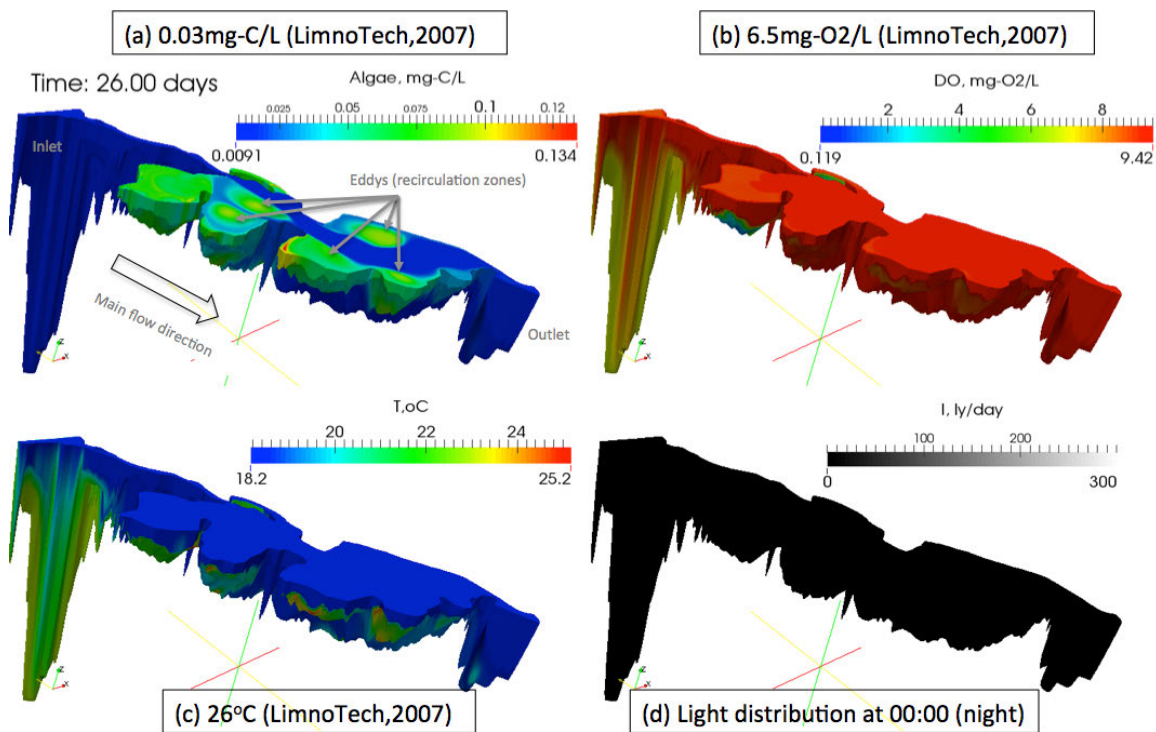 (a) 0.03mg-C/L (LimnoTech,2007)
(b) 6.5mg-O2/L (LimnoTech,2007)
Time: 26.00 days
Algae, mg-C/L
0.025 0.05 0.075 0.1 0.12
0.0091 0.134
DO, mg-O2/L
2 4 6 8
0.119 9.42
Inlet
Eddys (recirculation zones)
Main flow direction
Outlet
z
x
z
x
T,oC
20 22 24
18.2 25.2
I, ly/day
100 200
0 300
z
x
z
x
(c) 26oC (LimnoTech,2007)
(d) Light distribution at 00:00 (night)